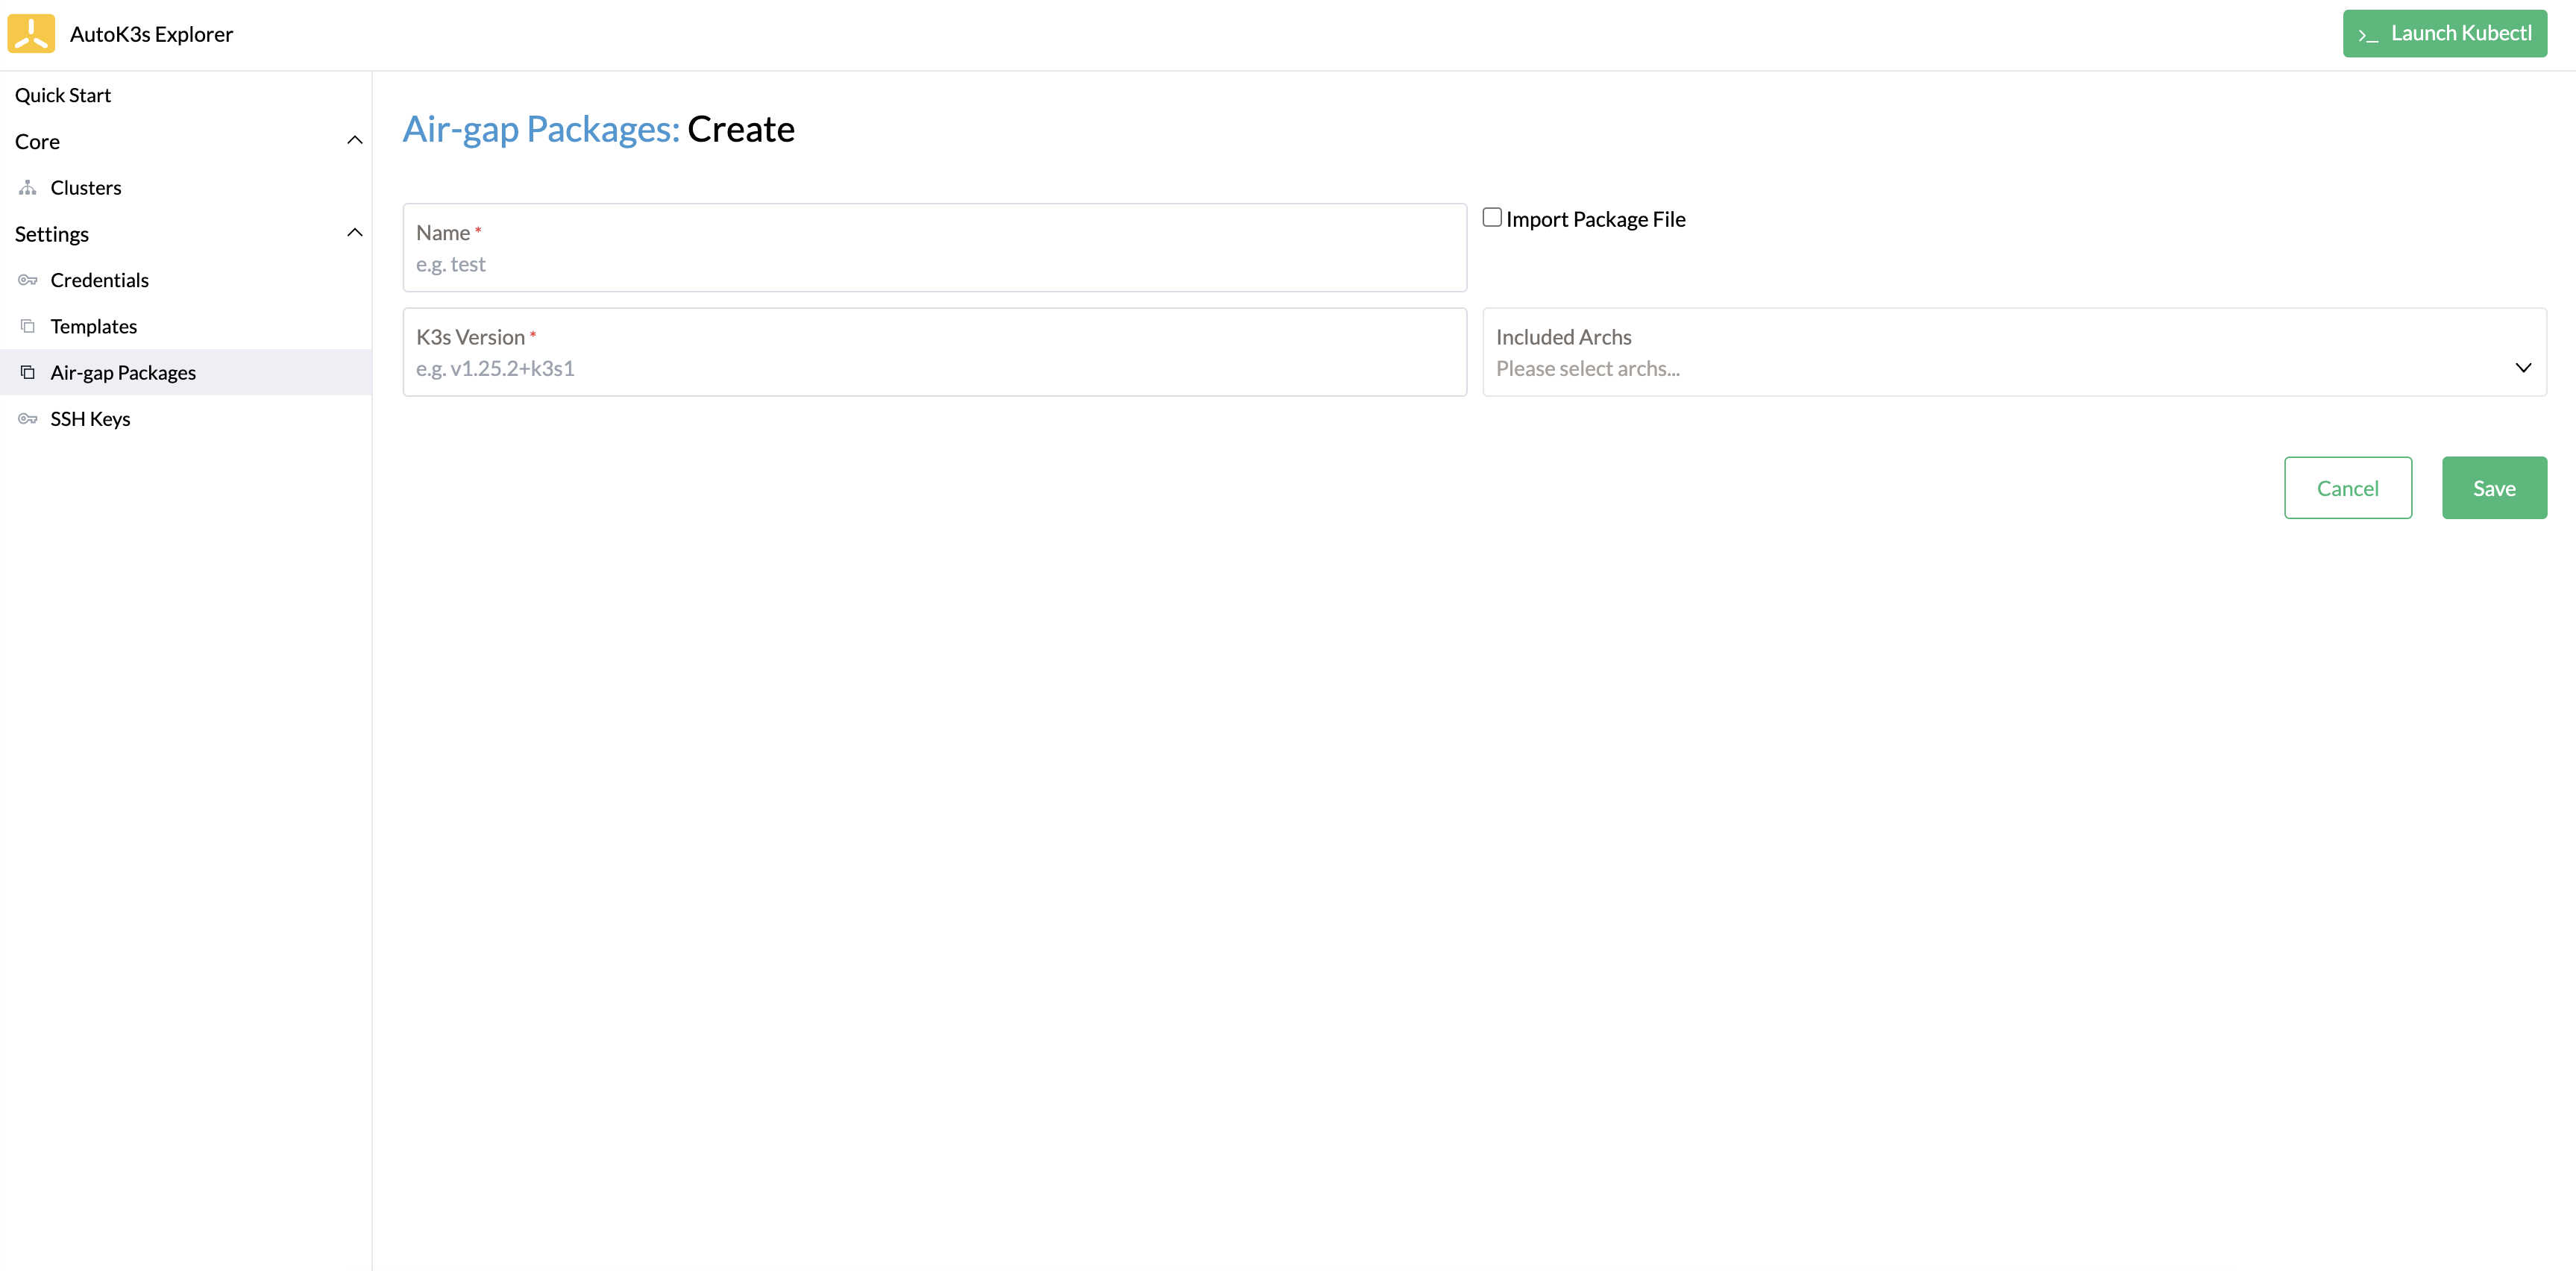 AutoK3s Explorer
>_ Launch Kubectl
Quick Start
Core
Clusters
Settings
Credentials
Templates
Air-gap Packages
SSH Keys
Air-gap Packages: Create
Name *
e.g. test
Import Package File
K3s Version *
e.g. v1.25.2+k3s1
Included Archs
Please select archs...
Cancel
Save